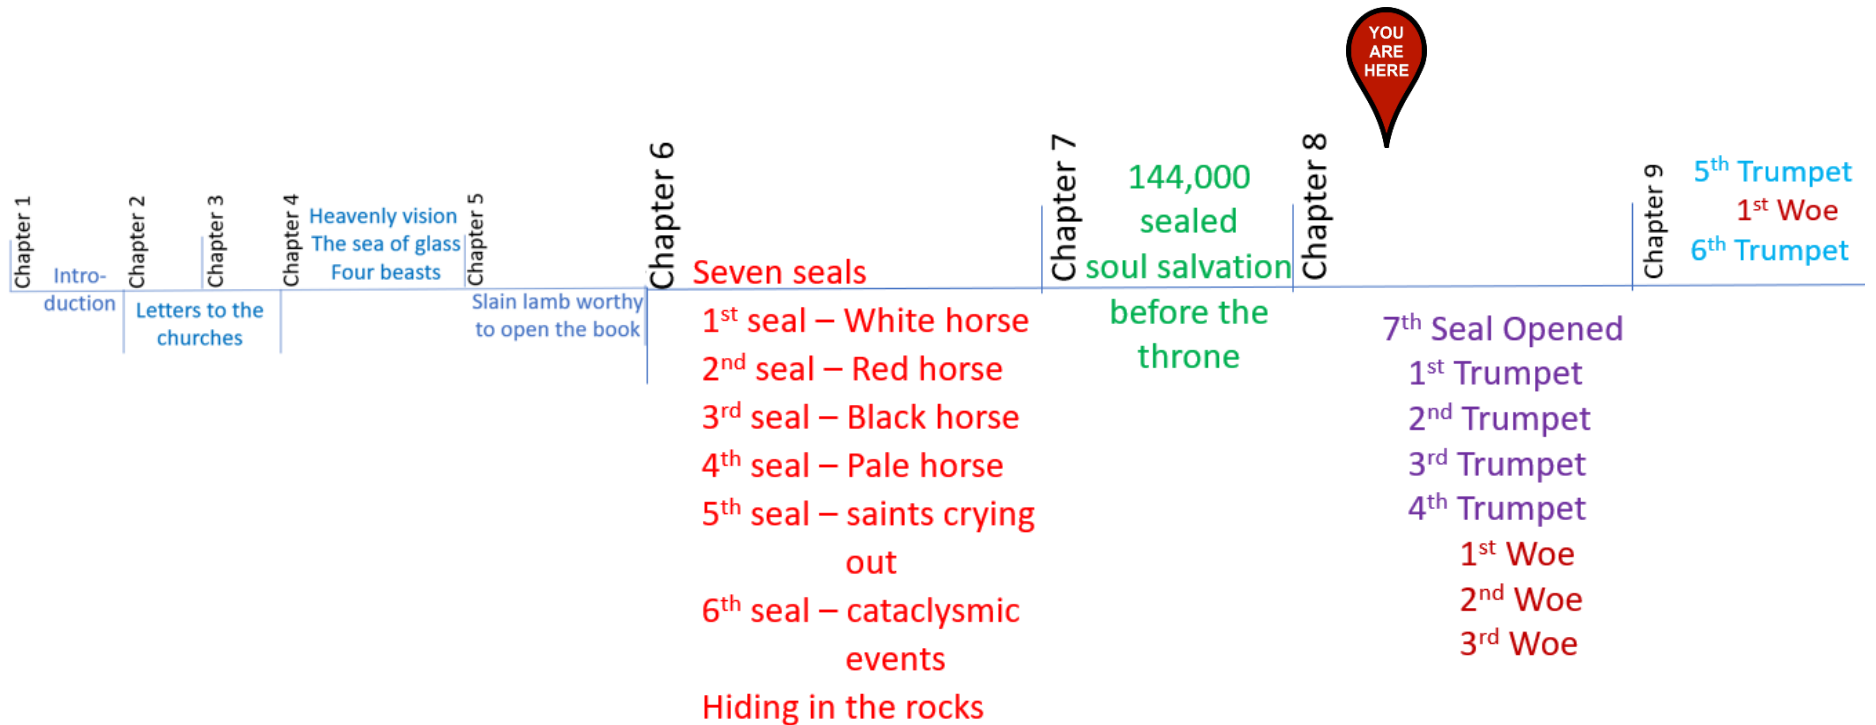 YOU
ARE
HERE
Chapter 1
Intro-
duction
Chapter 2
Letters to the
churches
Chapter 3
Chapter 4
Heavenly vision
The sea of glass
Four beasts
Chapter 5
Slain lamb worthy
to open the book
Chapter 6
Seven seals
1st seal – White horse
2nd seal – Red horse
3rd seal – Black horse
4th seal – Pale horse
5th seal – saints crying
out
6th seal – cataclysmic
events
Hiding in the rocks
Chapter 7
144,000
sealed
soul salvation
before the
throne
Chapter 8
7th Seal Opened
1st Trumpet
2nd Trumpet
3rd Trumpet
4th Trumpet
1st Woe
2nd Woe
3rd Woe
Chapter 9
5th Trumpet
1st Woe
6th Trumpet